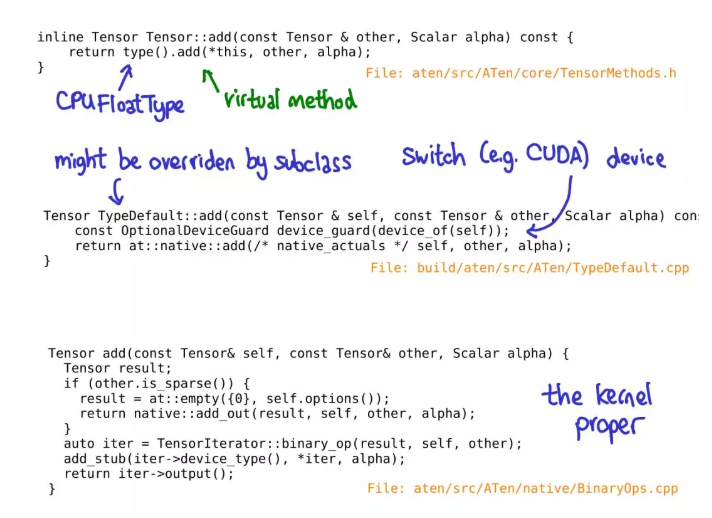 inline Tensor Tensor::add(const Tensor & other, Scalar alpha) const {
    return type().add(*this, other, alpha);
}
File: aten/src/ATen/core/TensorMethods.h
CPUFloatType
virtual method
might be overriden by subclass
Switch (e.g. CUDA) device
Tensor TypeDefault::add(const Tensor & self, const Tensor & other, Scalar alpha) con
    const OptionalDeviceGuard device_guard(device_of(self));
    return at::native::add(/* native_actuals */ self, other, alpha);
}
File: build/aten/src/ATen/TypeDefault.cpp
Tensor add(const Tensor& self, const Tensor& other, Scalar alpha) {
  Tensor result;
  if (other.is_sparse()) {
    result = at::empty({0}, self.options());
    return native::add_out(result, self, other, alpha);
  }
  auto iter = TensorIterator::binary_op(result, self, other);
  add_stub(iter->device_type(), *iter, alpha);
  return iter->output();
}
the kernel
proper
File: aten/src/ATen/native/BinaryOps.cpp